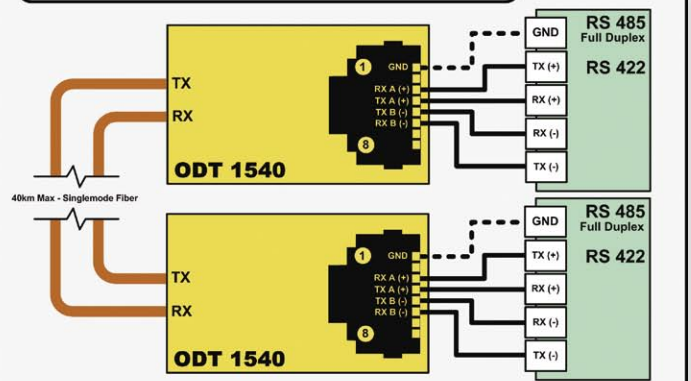 RS 485
Full Duplex
RS 422
GND
TX (+)
RX (+)
RX (-)
TX (-)
1
GND
RX A (+)
TX A (+)
TX B (-)
RX B (-)
8
TX
RX
ODT 1540
40km Max - Singlemode Fiber
RS 485
Full Duplex
RS 422
GND
TX (+)
RX (+)
RX (-)
TX (-)
1
GND
RX A (+)
TX A (+)
TX B (-)
RX B (-)
8
TX
RX
ODT 1540